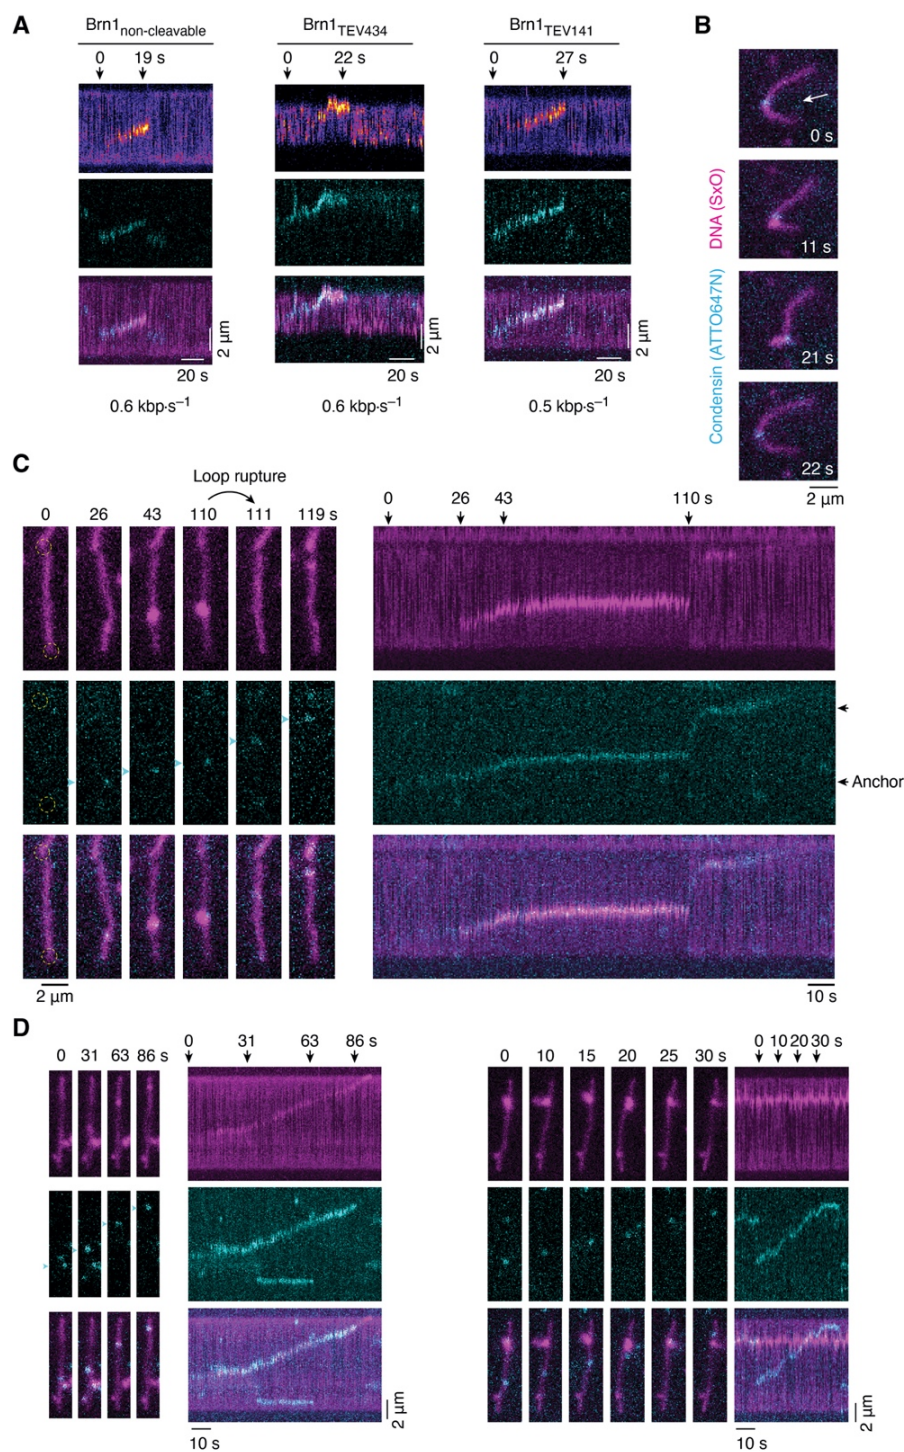 A
Brn1non-cleavable
Brn1TEV434
Brn1TEV141
0 19 s
0 22 s
0 27 s
2 µm
2 µm
2 µm
20 s
20 s
20 s
0.6 kbp·s–1
0.6 kbp·s–1
0.5 kbp·s–1
B
DNA (SxO)
Condensin (ATTO647N)
0 s
11 s
21 s
22 s
2 µm
C
Loop rupture
0 26 43 110 111 119 s
0 26 43 110 s
Anchor
2 µm
10 s
D
0 31 63 86 s
0 31 63 86 s
2 µm
10 s
0 10 15 20 25 30 s
0 10 20 30 s
2 µm
10 s